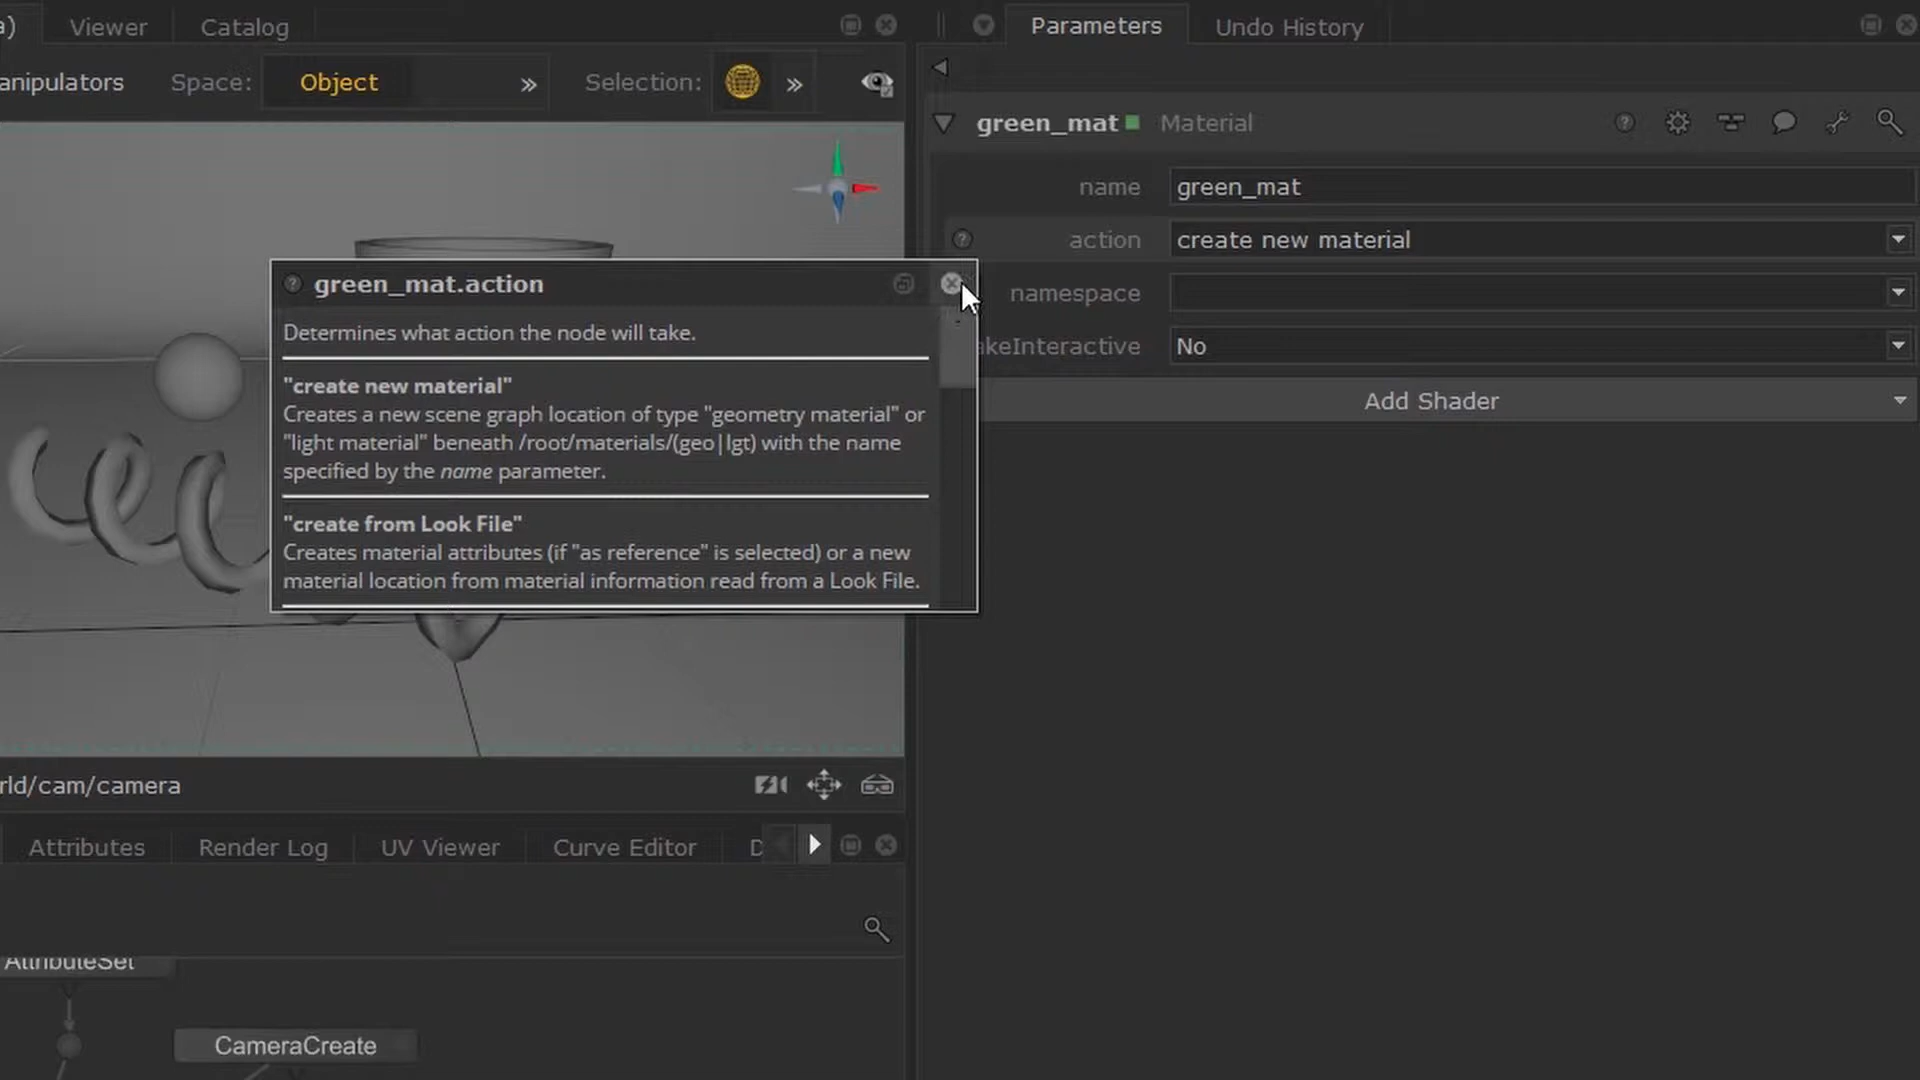 a)
Viewer
Catalog
Parameters
Undo History
anipulators
Space:
Object
»
Selection:
»
green_mat
Material
name
green_mat
action
create new material
namespace
akeInteractive
No
Add Shader
green_mat.action
Determines what action the node will take.
"create new material"
Creates a new scene graph location of type "geometry material" or
"light material" beneath /root/materials/(geo|lgt) with the name
specified by the name parameter.
"create from Look File"
Creates material attributes (if "as reference" is selected) or a new
material location from material information read from a Look File.
rld/cam/camera
Attributes
Render Log
UV Viewer
Curve Editor
D
AttributeSet
CameraCreate